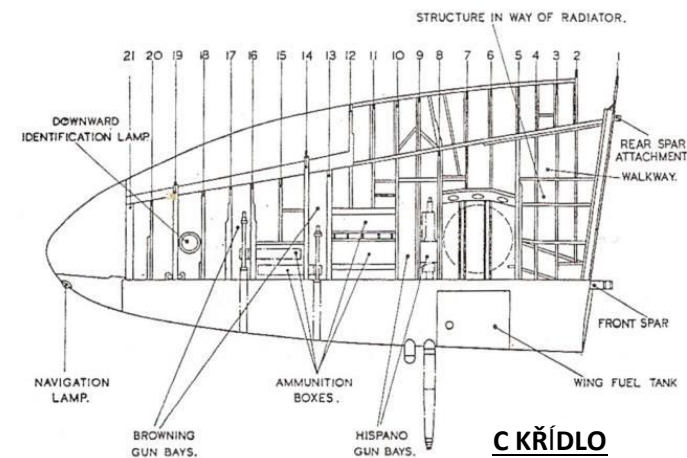 STRUCTURE IN WAY OF RADIATOR.
21 20 19 18 17 16 15 14 13 12 11 10 9 8 7 6 5 4 3 2 1
DOWNWARD
IDENTIFICATION LAMP.
REAR SPAR
ATTACHMENT
WALKWAY.
FRONT SPAR
NAVIGATION
LAMP.
AMMUNITION
BOXES.
WING FUEL TANK
BROWNING
GUN BAYS.
HISPANO
GUN BAYS.
C KŘÍDLO